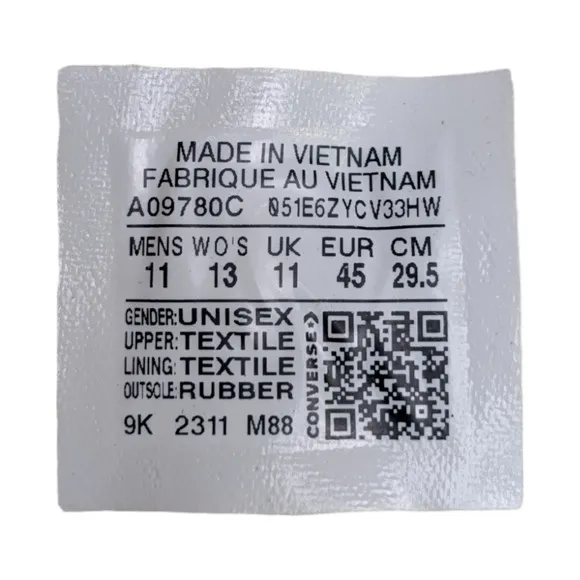 MADE IN VIETNAM
FABRIQUE AU VIETNAM
A09780C 051E6ZYCV33HW
MENS WO'S UK EUR CM
11 13 11 45 29.5
GENDER: UNISEX
UPPER: TEXTILE
LINING: TEXTILE
OUTSOLE: RUBBER
CONVERSE
9K 2311 M88